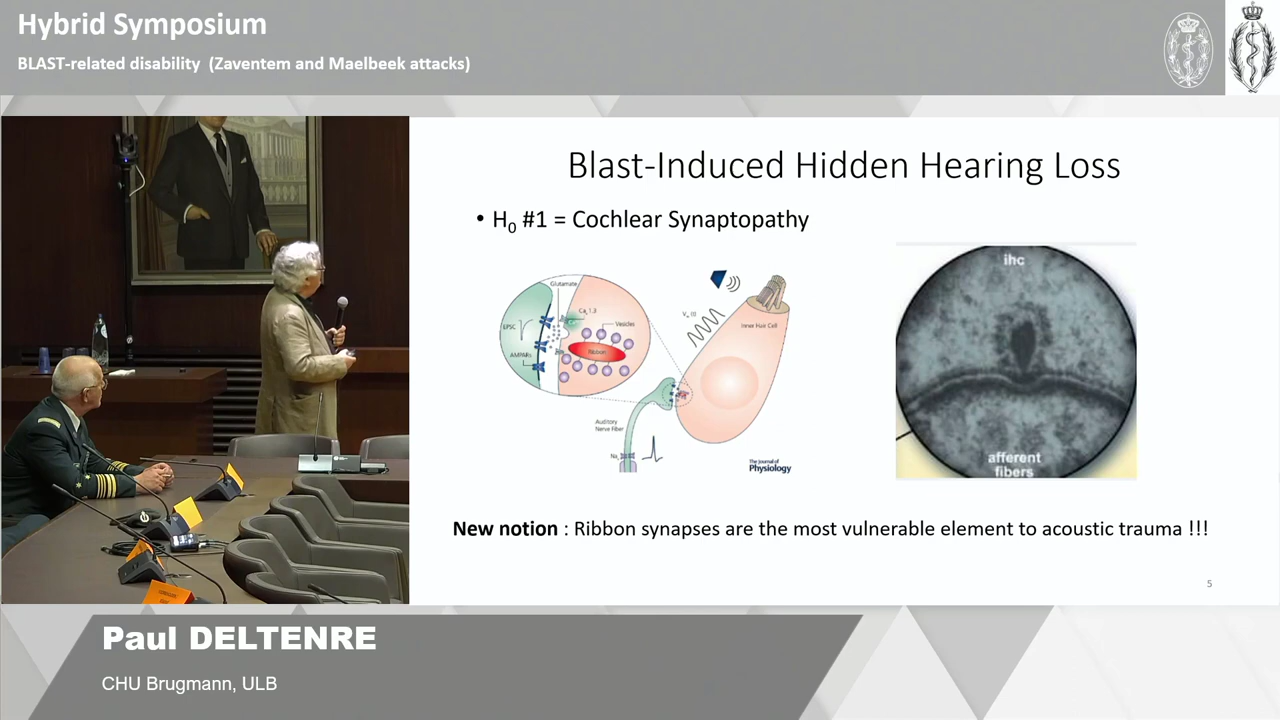 Hybrid Symposium
BLAST-related disability (Zaventem and Maelbeek attacks)
Blast-Induced Hidden Hearing Loss
• H₀ #1 = Cochlear Synaptopathy
Glutamate
Caᵥ1.3
EPSC
Vesicles
Ribbon
AMPARs
Inner Hair Cell
Auditory
Nerve Fiber
The Journal of
Physiology
ihc
afferent
fibers
New notion : Ribbon synapses are the most vulnerable element to acoustic trauma !!!
5
Paul DELTENRE
CHU Brugmann, ULB